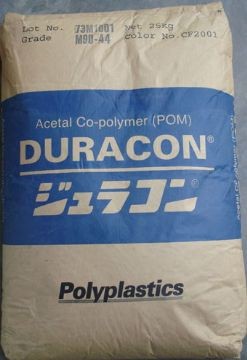 Lot No. 73M1001 Net 25Kg
Grade M90-44 Color No. CF2001
Acetal Co-polymer (POM)
DURACON®
ジュラコン®
Polyplastics